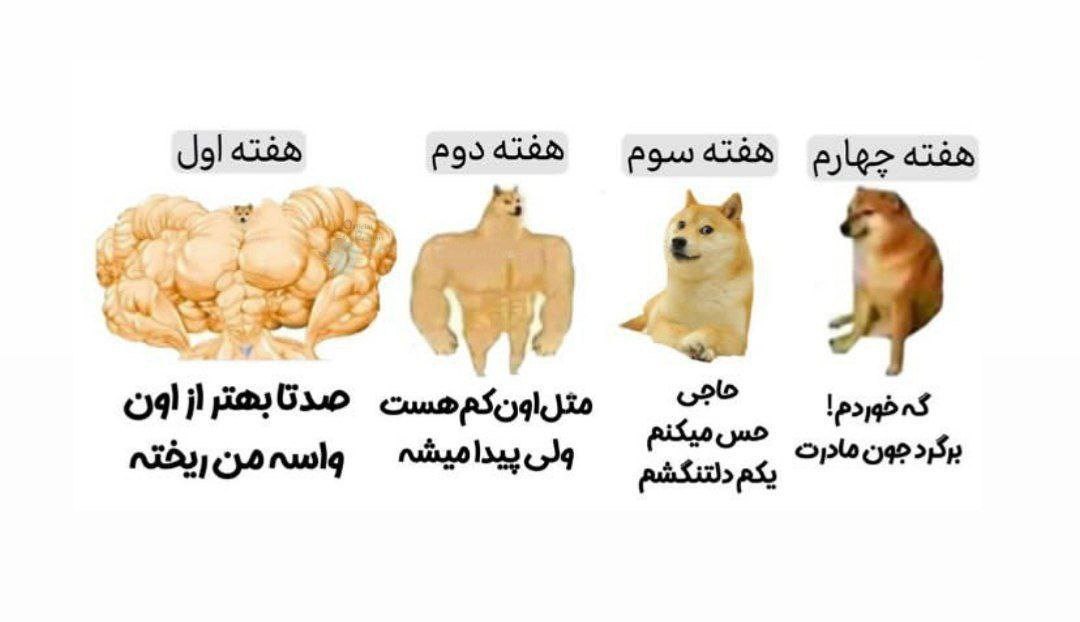 هفته اول
صدتا بهتر از اون
واسه من ریخته
هفته دوم
مثل اون کم هست
ولی پیدا میشه
هفته سوم
حاجی
حس میکنم
یکم دلتنگشم
هفته چهارم
گه خوردم!
برگرد جون مادرت